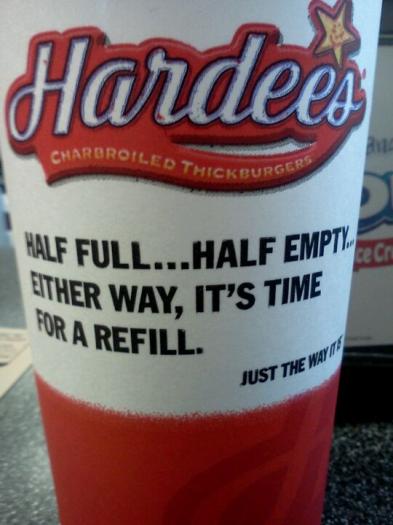 Hardee's
CHARBROILED THICKBURGERS
HALF FULL...HALF EMPTY...
EITHER WAY, IT'S TIME
FOR A REFILL.
JUST THE WAY IT IS